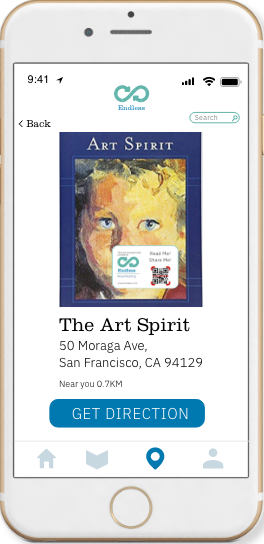 9:41
Endless
Search
< Back
ART SPIRIT
Read Me!
Share Me!
Endless
The Art Spirit
50 Moraga Ave,
San Francisco, CA 94129
Near you 0.7KM
GET DIRECTION